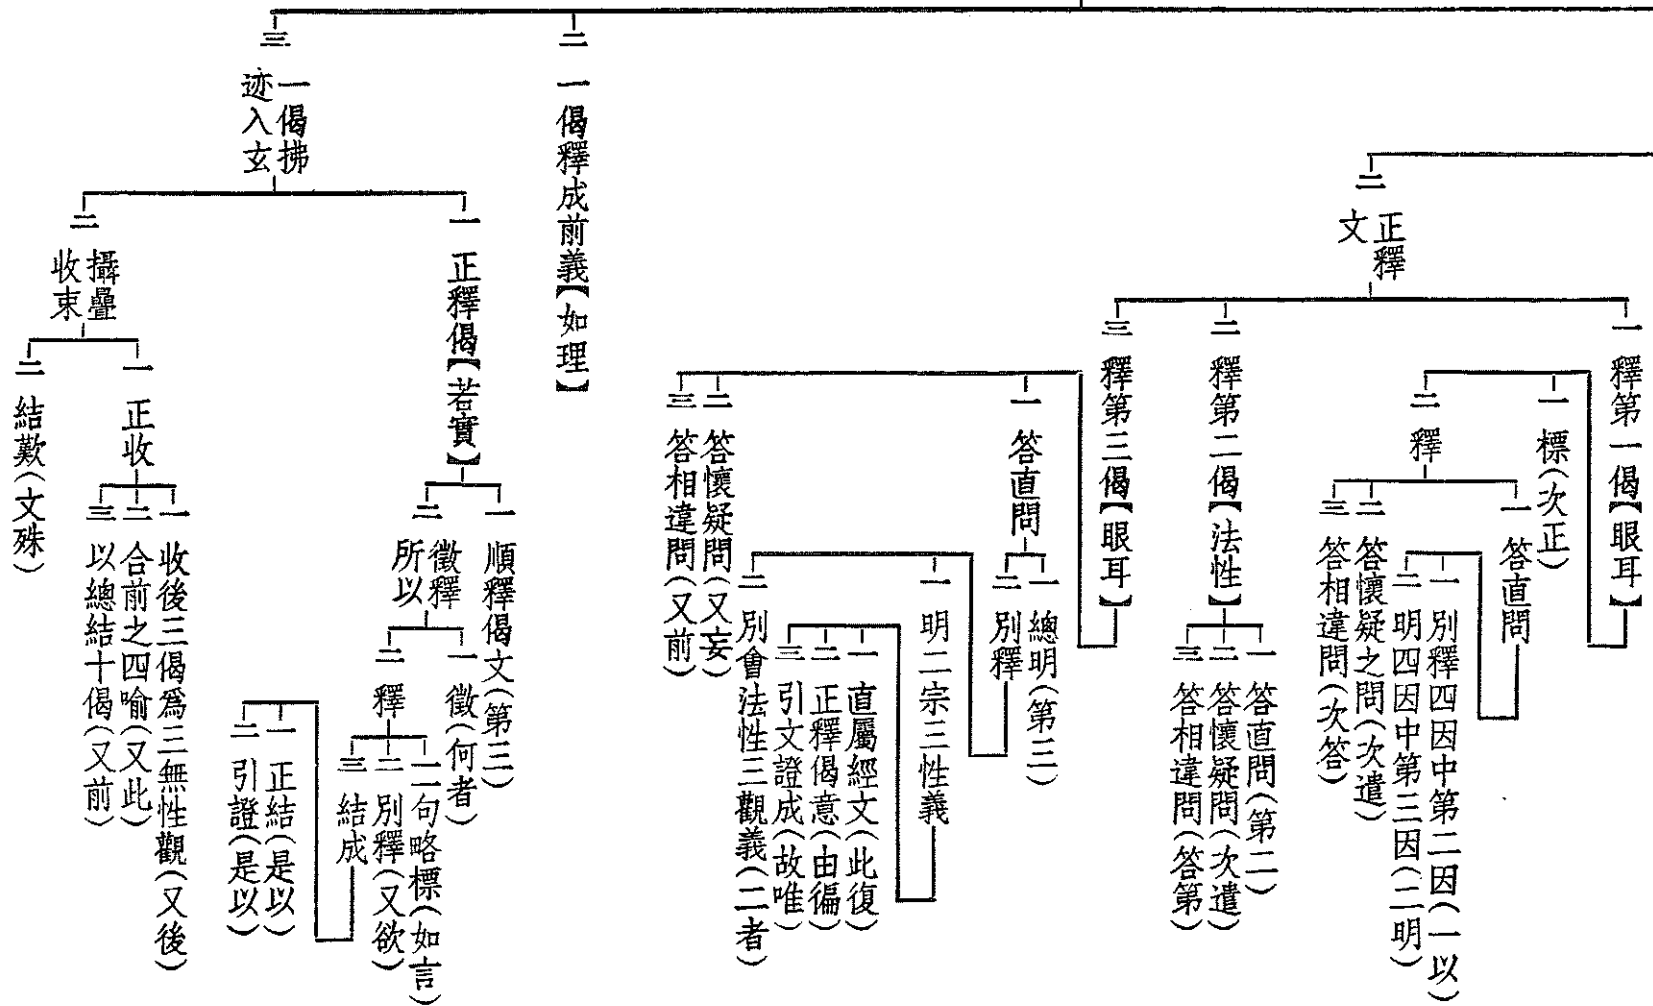 二 正釋文
一 釋第一偈【眼耳】
一 標(次正)
二 釋
一 答直問
一 別釋四因中第二因(一以)
二 明四因中第三因(二明)
二 答懷疑之問(次遣)
三 答相違問(次答)
二 釋第二偈【法性】
一 答直問(第二)
二 答懷疑問(次遣)
三 答相違問(答第)
三 釋第三偈【眼耳】
一 答直問
一 總明(第三)
二 別釋
一 明二宗三性義
一 直屬經文(此復)
二 正釋偈意(由徧)
三 引文證成(故唯)
二 別會法性三觀義(二者)
二 答懷疑問(又妄)
三 答相違問(又前)
二 一偈釋成前義【如理】
三 一偈拂迹入玄
一 正釋偈【若實】
一 順釋偈文(第三)
二 徵釋所以
一 徵(何者)
二 釋
一 二句略標(如言)
二 別釋(又欲)
三 結成
一 正結(是以)
二 引證(是以)
二 攝疊收束
一 正收
一 收後三偈爲三無性觀(又後)
二 合前之四喻(又此)
三 以總結十偈(又前)
二 結歎(文殊)